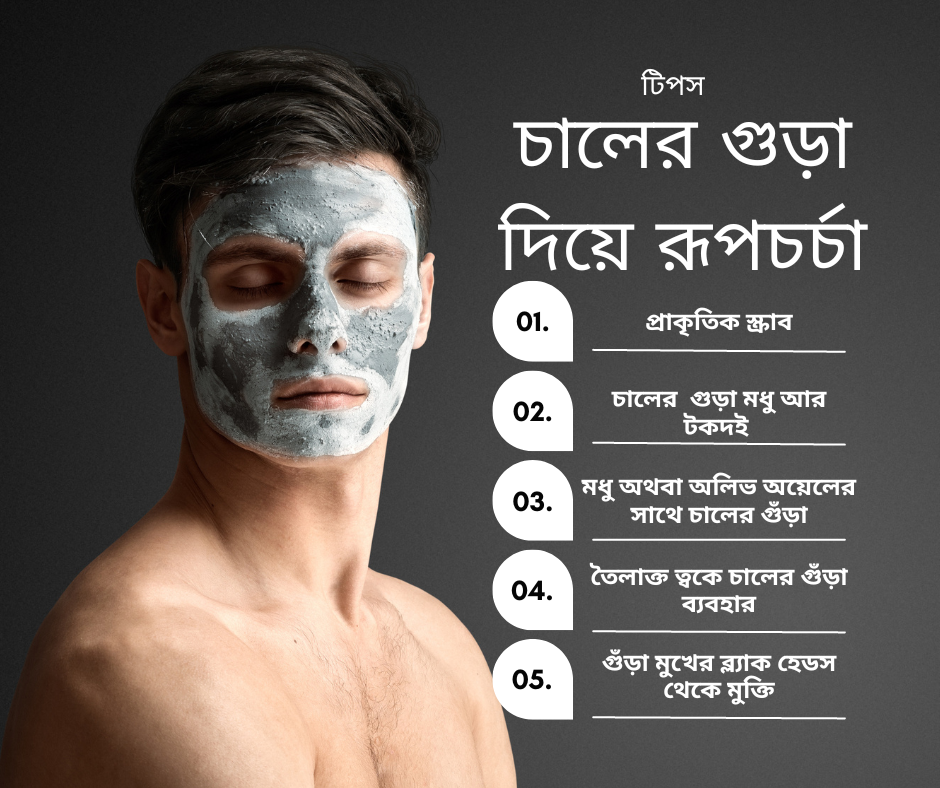 টিপস
চালের গুড়া
দিয়ে রূপচর্চা
01.
প্রাকৃতিক স্ক্রাব
02.
চালের গুড়া মধু আর
টকদই
03.
মধু অথবা অলিভ অয়েলের
সাথে চালের গুঁড়া
04.
তৈলাক্ত ত্বকে চালের গুঁড়া
ব্যবহার
05.
গুঁড়া মুখের ব্ল্যাক হেডস
থেকে মুক্তি